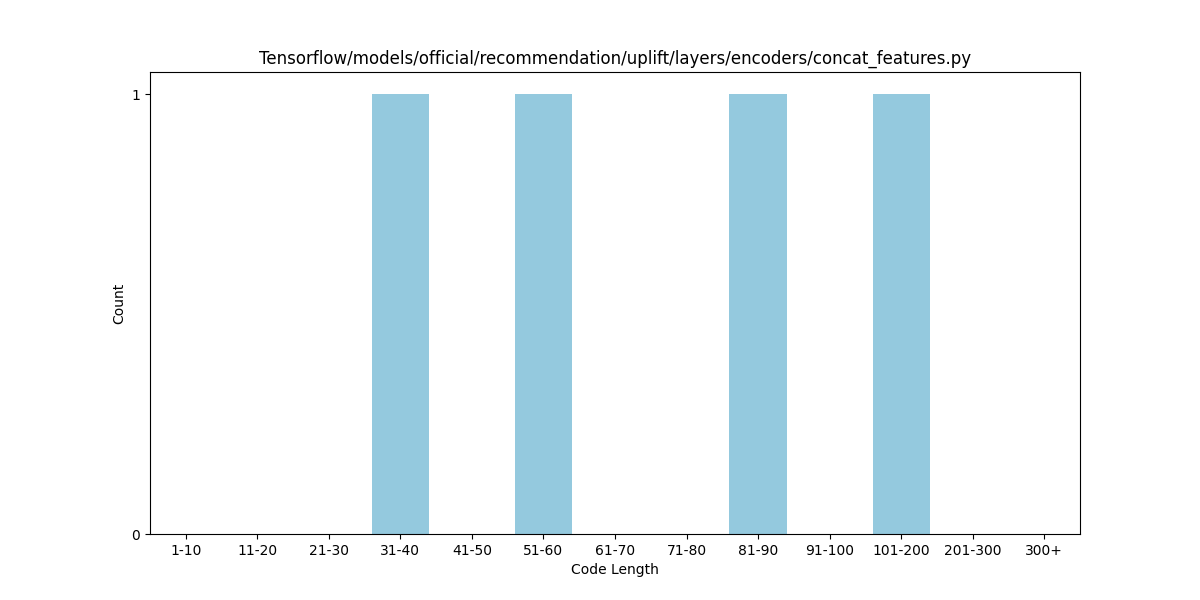 Tensorflow/models/official/recommendation/uplift/layers/encoders/concat_features.py
1
Count
0
1-10 11-20 21-30 31-40 41-50 51-60 61-70 71-80 81-90 91-100 101-200 201-300 300+
Code Length